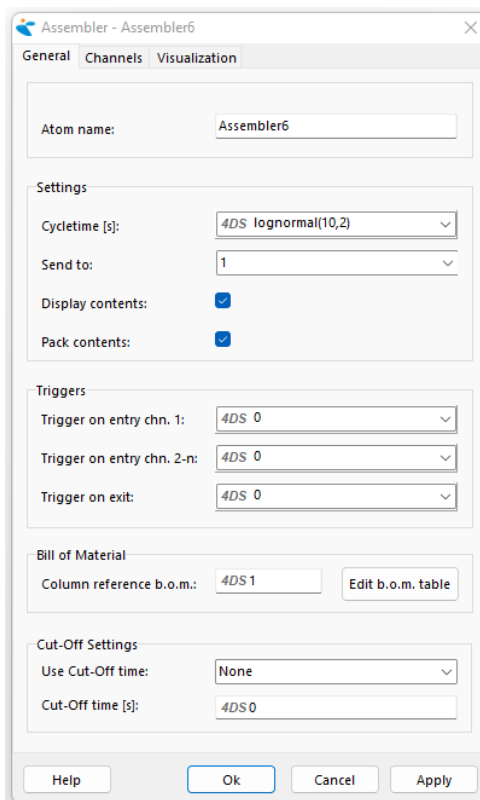 Assembler - Assembler6
General Channels Visualization
Atom name: Assembler6
Settings
Cycletime [s]: 4DS lognormal(10,2)
Send to: 1
Display contents:
Pack contents:
Triggers
Trigger on entry chn. 1: 4DS 0
Trigger on entry chn. 2-n: 4DS 0
Trigger on exit: 4DS 0
Bill of Material
Column reference b.o.m.: 4DS 1 Edit b.o.m. table
Cut-Off Settings
Use Cut-Off time: None
Cut-Off time [s]: 4DS 0
Help Ok Cancel Apply